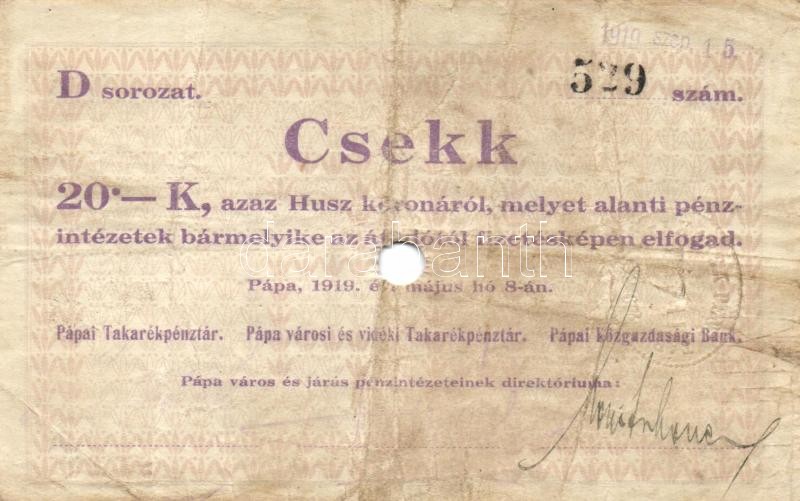 1919 szep. 15.
D sorozat. 529 szám.
Csekk
20·— K, azaz Husz koronáról, melyet alanti pénz-
intézetek bármelyike az átadótól fizetésképen elfogad.
darabanth
Pápa, 1919. évi május hó 8-án.
Pápai Takarékpénztár. Pápa városi és vidéki Takarékpénztár. Pápai közgazdasági Bank.
Pápa város és járás pénzintézeteinek direktóriuma: